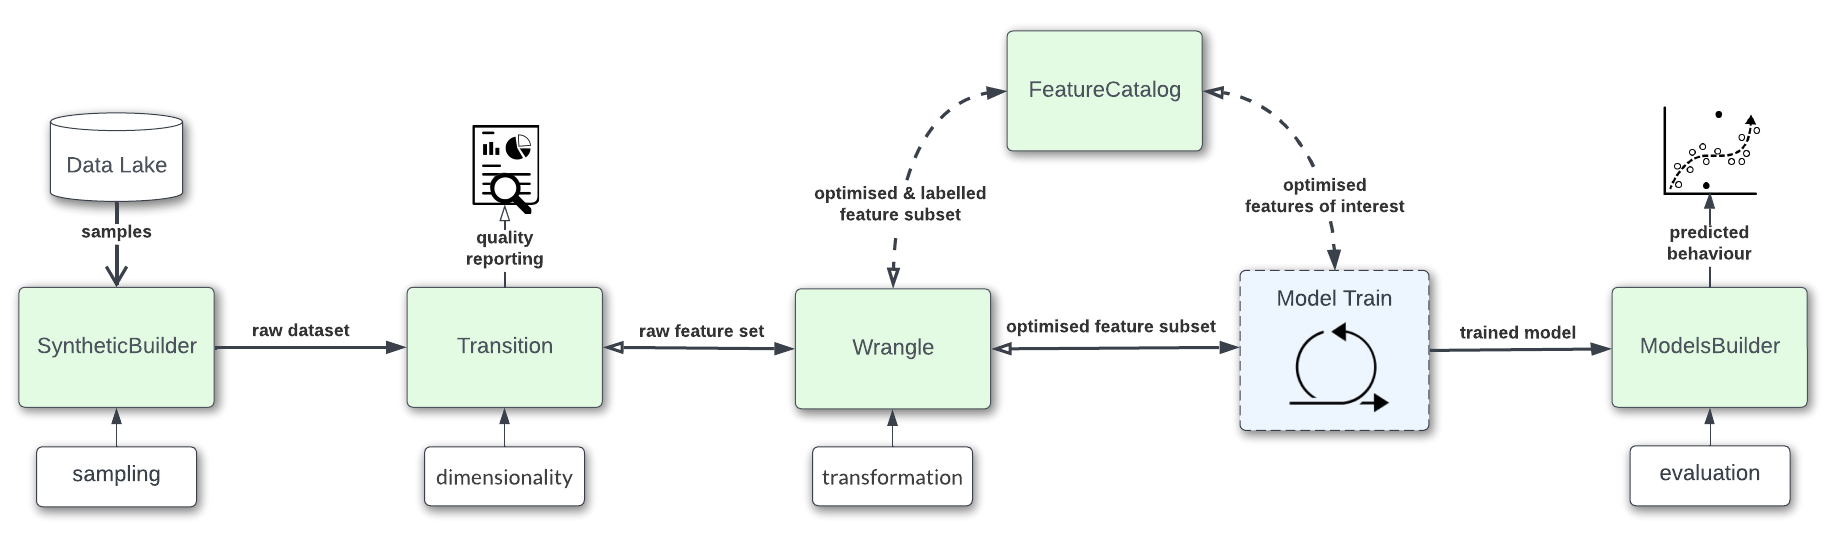 FeatureCatalog
Data Lake
samples
quality
reporting
optimised & labelled
feature subset
optimised
features of interest
predicted
behaviour
SyntheticBuilder
raw dataset
Transition
raw feature set
Wrangle
optimised feature subset
Model Train
trained model
ModelsBuilder
sampling
dimensionality
transformation
evaluation